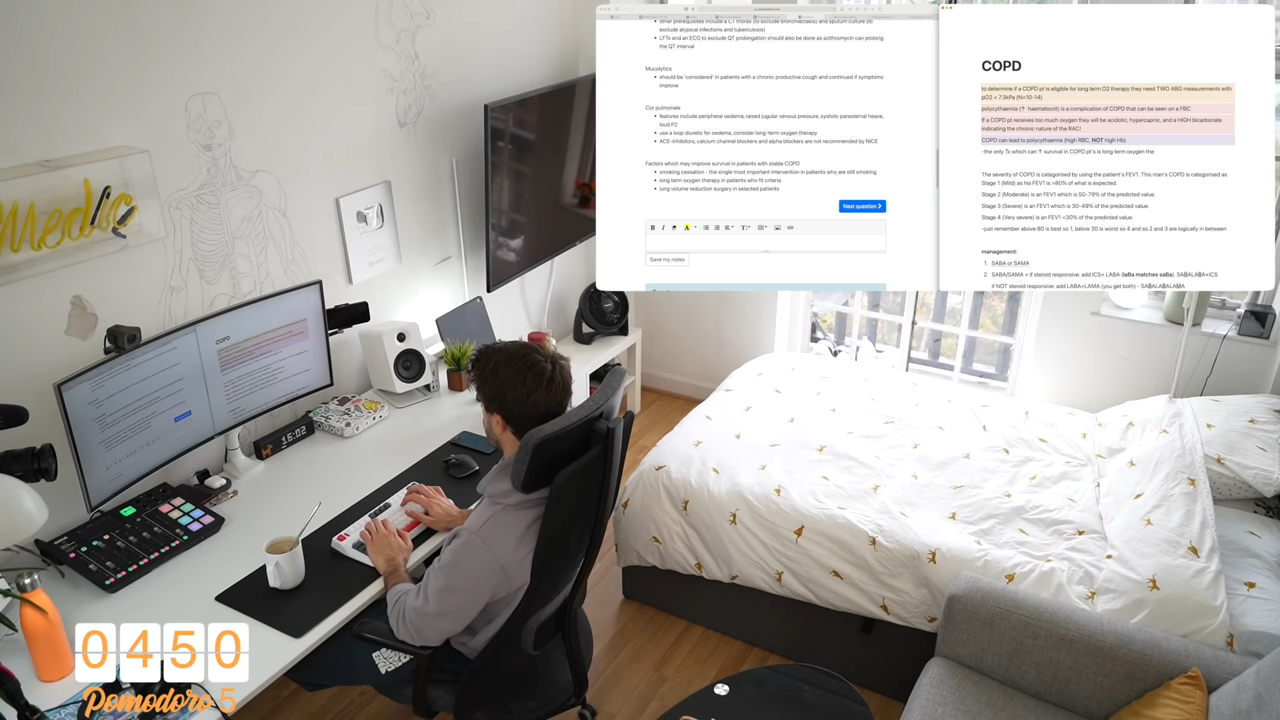 other prerequisites include a CT thorax (to exclude bronchiectasis) and sputum culture (to
exclude atypical infections and tuberculosis)
LFTs and an ECG to exclude QT prolongation should also be done as azithromycin can prolong
the QT interval
Mucolytics
should be 'considered' in patients with a chronic productive cough and continued if symptoms
improve
Cor pulmonale
features include peripheral oedema, raised jugular venous pressure, systolic parasternal heave,
loud P2
use a loop diuretic for oedema, consider long-term oxygen therapy
ACE-inhibitors, calcium channel blockers and alpha blockers are not recommended by NICE
Factors which may improve survival in patients with stable COPD
smoking cessation - the single most important intervention in patients who are still smoking
long term oxygen therapy in patients who fit criteria
lung volume reduction surgery in selected patients
Next question
Save my notes
COPD
to determine if a COPD pt is eligible for long term O2 therapy they need TWO ABG measurements with
pO2 < 7.3kPa (N=10-14)
polycythaemia (↑ haematocrit) is a complication of COPD that can be seen on a FBC
If a COPD pt receives too much oxygen they will be acidotic, hypercapnic, and a HIGH bicarbonate
indicating the chronic nature of the RAC!
COPD can lead to polycythaemia (high RBC, NOT high Hb)
-the only Tx which can ↑ survival in COPD pt's is long term oxygen the
The severity of COPD is categorised by using the patient's FEV1. This man's COPD is categorised as
Stage 1 (Mild) as his FEV1 is >80% of what is expected.
Stage 2 (Moderate) is an FEV1 which is 50-79% of the predicted value.
Stage 3 (Severe) is an FEV1 which is 30-49% of the predicted value.
Stage 4 (Very severe) is an FEV1 <30% of the predicted value.
-just remember above 80 is best so 1, below 30 is worst so 4 and so 2 and 3 are logically in between
management:
1. SABA or SAMA
2. SABA/SAMA + if steroid responsive: add ICS+ LABA (laBa matches saBa). SABALABA+ICS
if NOT steroid responsive: add LABA+LAMA (you get both) - SABALABALAMA
Medic
COPD
16:02
0450
Pomodoro 5